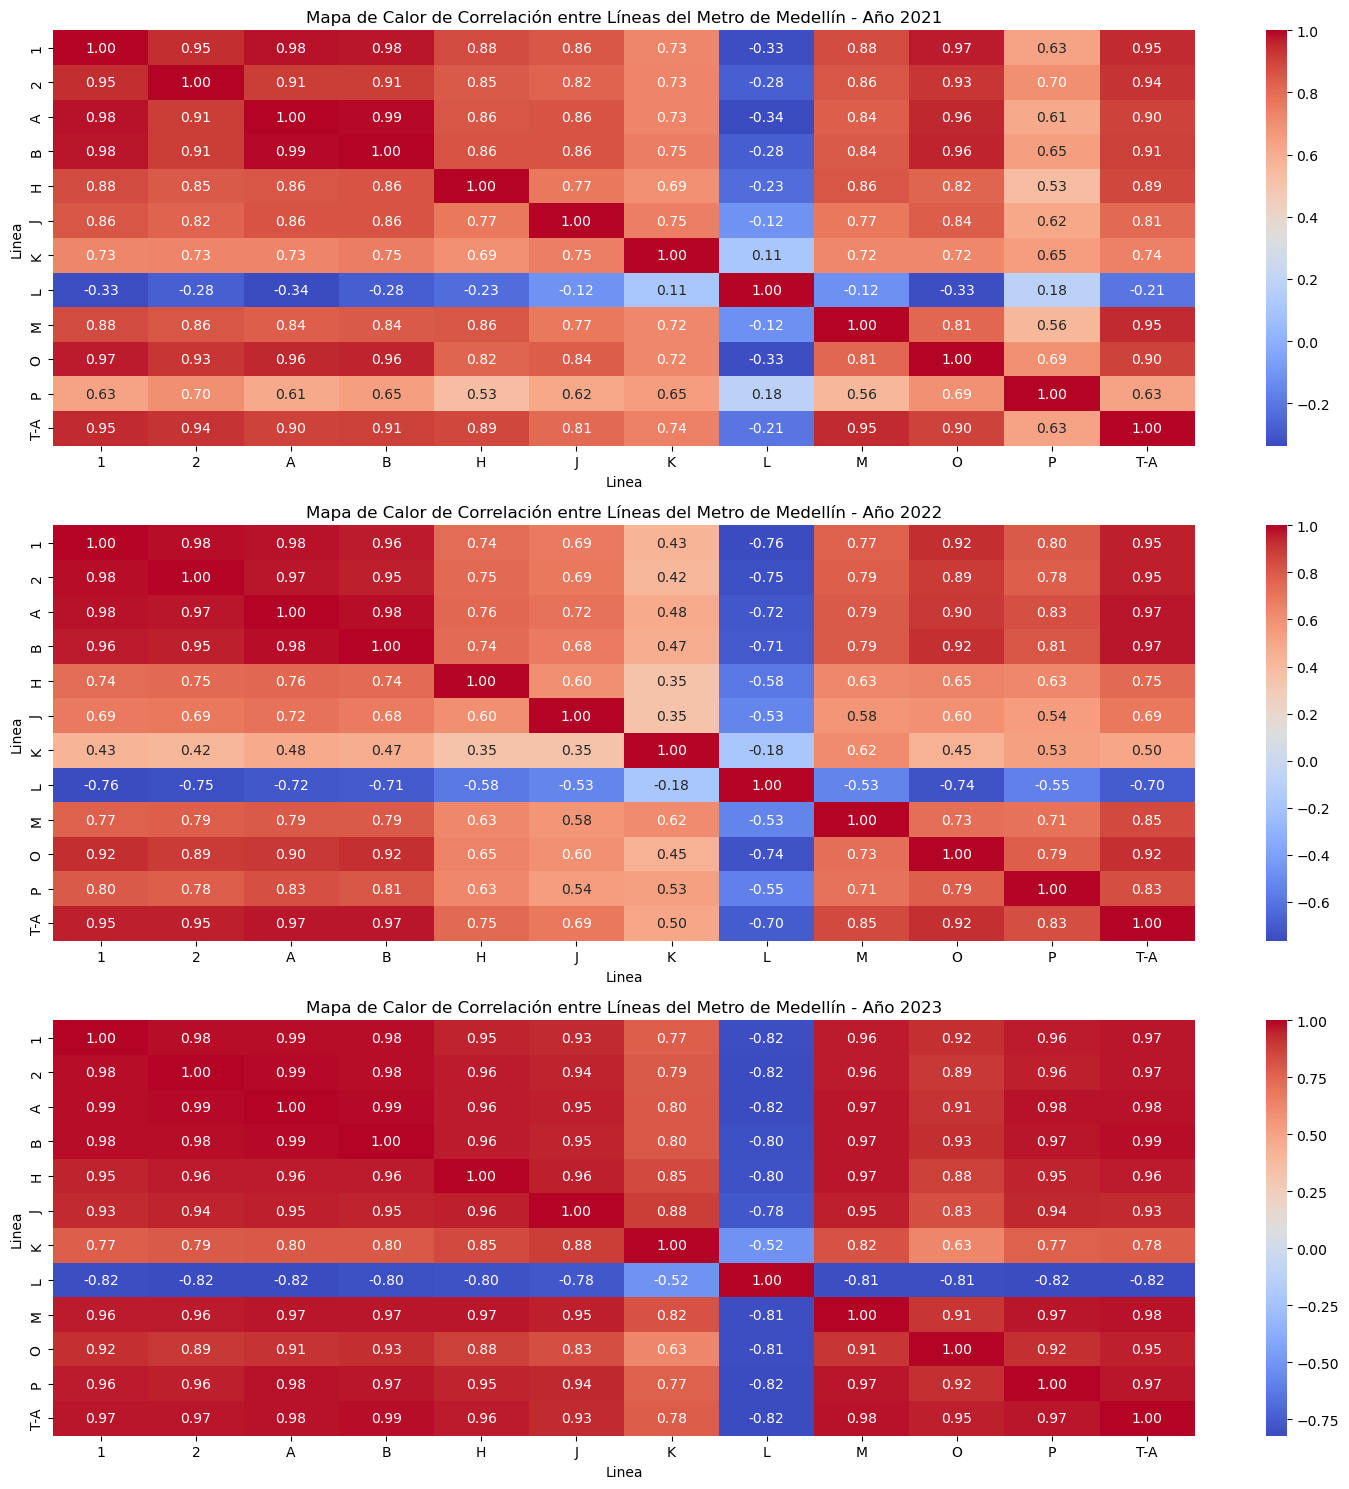 Mapa de Calor de Correlación entre Líneas del Metro de Medellín - Año 2021
1 1.00 0.95 0.98 0.98 0.88 0.86 0.73 -0.33 0.88 0.97 0.63 0.95
2 0.95 1.00 0.91 0.91 0.85 0.82 0.73 -0.28 0.86 0.93 0.70 0.94
A 0.98 0.91 1.00 0.99 0.86 0.86 0.73 -0.34 0.84 0.96 0.61 0.90
B 0.98 0.91 0.99 1.00 0.86 0.86 0.75 -0.28 0.84 0.96 0.65 0.91
H 0.88 0.85 0.86 0.86 1.00 0.77 0.69 -0.23 0.86 0.82 0.53 0.89
J 0.86 0.82 0.86 0.86 0.77 1.00 0.75 -0.12 0.77 0.84 0.62 0.81
Linea
K 0.73 0.73 0.73 0.75 0.69 0.75 1.00 0.11 0.72 0.72 0.65 0.74
L -0.33 -0.28 -0.34 -0.28 -0.23 -0.12 0.11 1.00 -0.12 -0.33 0.18 -0.21
M 0.88 0.86 0.84 0.84 0.86 0.77 0.72 -0.12 1.00 0.81 0.56 0.95
O 0.97 0.93 0.96 0.96 0.82 0.84 0.72 -0.33 0.81 1.00 0.69 0.90
P 0.63 0.70 0.61 0.65 0.53 0.62 0.65 0.18 0.56 0.69 1.00 0.63
T-A 0.95 0.94 0.90 0.91 0.89 0.81 0.74 -0.21 0.95 0.90 0.63 1.00
1 2 A B H J K L M O P T-A
Linea
1.0
0.8
0.6
0.4
0.2
0.0
−0.2
Mapa de Calor de Correlación entre Líneas del Metro de Medellín - Año 2022
1 1.00 0.98 0.98 0.96 0.74 0.69 0.43 -0.76 0.77 0.92 0.80 0.95
2 0.98 1.00 0.97 0.95 0.75 0.69 0.42 -0.75 0.79 0.89 0.78 0.95
A 0.98 0.97 1.00 0.98 0.76 0.72 0.48 -0.72 0.79 0.90 0.83 0.97
B 0.96 0.95 0.98 1.00 0.74 0.68 0.47 -0.71 0.79 0.92 0.81 0.97
H 0.74 0.75 0.76 0.74 1.00 0.60 0.35 -0.58 0.63 0.65 0.63 0.75
J 0.69 0.69 0.72 0.68 0.60 1.00 0.35 -0.53 0.58 0.60 0.54 0.69
Linea
K 0.43 0.42 0.48 0.47 0.35 0.35 1.00 -0.18 0.62 0.45 0.53 0.50
L -0.76 -0.75 -0.72 -0.71 -0.58 -0.53 -0.18 1.00 -0.53 -0.74 -0.55 -0.70
M 0.77 0.79 0.79 0.79 0.63 0.58 0.62 -0.53 1.00 0.73 0.71 0.85
O 0.92 0.89 0.90 0.92 0.65 0.60 0.45 -0.74 0.73 1.00 0.79 0.92
P 0.80 0.78 0.83 0.81 0.63 0.54 0.53 -0.55 0.71 0.79 1.00 0.83
T-A 0.95 0.95 0.97 0.97 0.75 0.69 0.50 -0.70 0.85 0.92 0.83 1.00
1 2 A B H J K L M O P T-A
Linea
1.0
0.8
0.6
0.4
0.2
0.0
−0.2
−0.4
−0.6
Mapa de Calor de Correlación entre Líneas del Metro de Medellín - Año 2023
1 1.00 0.98 0.99 0.98 0.95 0.93 0.77 -0.82 0.96 0.92 0.96 0.97
2 0.98 1.00 0.99 0.98 0.96 0.94 0.79 -0.82 0.96 0.89 0.96 0.97
A 0.99 0.99 1.00 0.99 0.96 0.95 0.80 -0.82 0.97 0.91 0.98 0.98
B 0.98 0.98 0.99 1.00 0.96 0.95 0.80 -0.80 0.97 0.93 0.97 0.99
H 0.95 0.96 0.96 0.96 1.00 0.96 0.85 -0.80 0.97 0.88 0.95 0.96
J 0.93 0.94 0.95 0.95 0.96 1.00 0.88 -0.78 0.95 0.83 0.94 0.93
Linea
K 0.77 0.79 0.80 0.80 0.85 0.88 1.00 -0.52 0.82 0.63 0.77 0.78
L -0.82 -0.82 -0.82 -0.80 -0.80 -0.78 -0.52 1.00 -0.81 -0.81 -0.82 -0.82
M 0.96 0.96 0.97 0.97 0.97 0.95 0.82 -0.81 1.00 0.91 0.97 0.98
O 0.92 0.89 0.91 0.93 0.88 0.83 0.63 -0.81 0.91 1.00 0.92 0.95
P 0.96 0.96 0.98 0.97 0.95 0.94 0.77 -0.82 0.97 0.92 1.00 0.97
T-A 0.97 0.97 0.98 0.99 0.96 0.93 0.78 -0.82 0.98 0.95 0.97 1.00
1 2 A B H J K L M O P T-A
Linea
1.00
0.75
0.50
0.25
0.00
−0.25
−0.50
−0.75